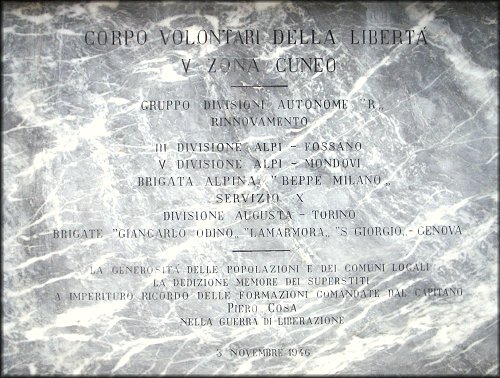 CORPO VOLONTARI DELLA LIBERTÀ
V ZONA CUNEO
GRUPPO DIVISIONI AUTONOME "R„
RINNOVAMENTO
III DIVISIONE ALPI - FOSSANO
V DIVISIONE ALPI - MONDOVI
BRIGATA ALPINA "BEPPE MILANO„
SERVIZIO X
DIVISIONE AUGUSTA - TORINO
BRIGATE "GIANCARLO ODINO„ "LAMARMORA„ "S GIORGIO„ - GENOVA
LA GENEROSITÀ DELLE POPOLAZIONI E DEI COMUNI LOCALI
LA DEDIZIONE MEMORE DEI SUPERSTITI
A IMPERITURO RICORDO DELLE FORMAZIONI COMANDATE DAL CAPITANO
PIERO COSA
NELLA GUERRA DI LIBERAZIONE
3 NOVEMBRE 1946